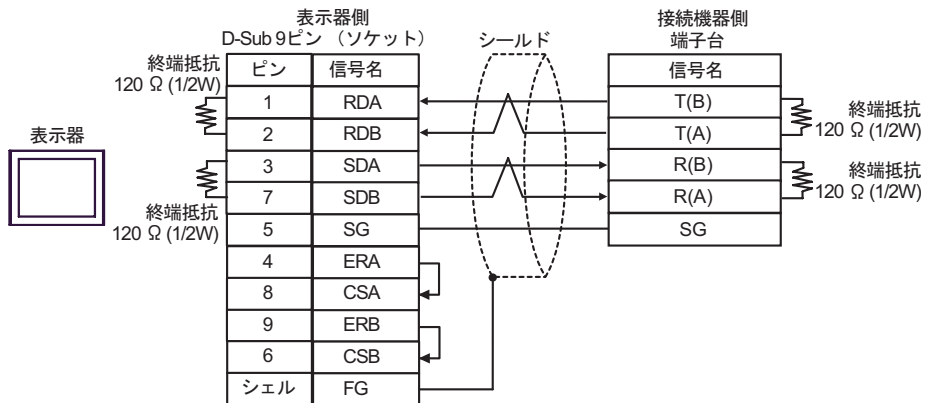 表示器側
D-Sub 9ピン （ソケット）
シールド
接続機器側
端子台
終端抵抗
120 Ω (1/2W)
ピン 信号名
信号名
1 RDA
T(B)
終端抵抗
120 Ω (1/2W)
2 RDB
T(A)
表示器
3 SDA
R(B)
終端抵抗
120 Ω (1/2W)
7 SDB
R(A)
終端抵抗
120 Ω (1/2W)
5 SG
SG
4 ERA
8 CSA
9 ERB
6 CSB
シェル FG